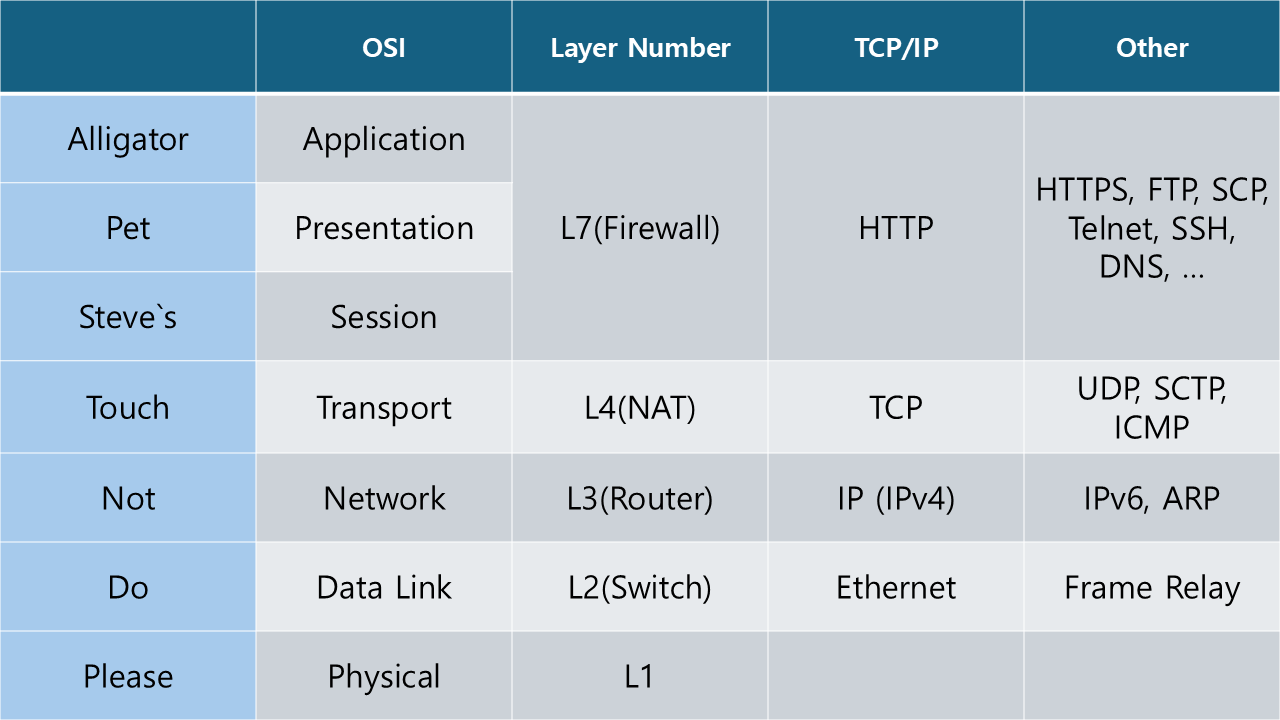 OSI Layer Number TCP/IP Other
Alligator Application
Pet Presentation
Steve`s Session
L7(Firewall) HTTP
HTTPS, FTP, SCP,
Telnet, SSH,
DNS, ...
Touch Transport L4(NAT) TCP
UDP, SCTP,
ICMP
Not Network L3(Router) IP (IPv4) IPv6, ARP
Do Data Link L2(Switch) Ethernet Frame Relay
Please Physical L1